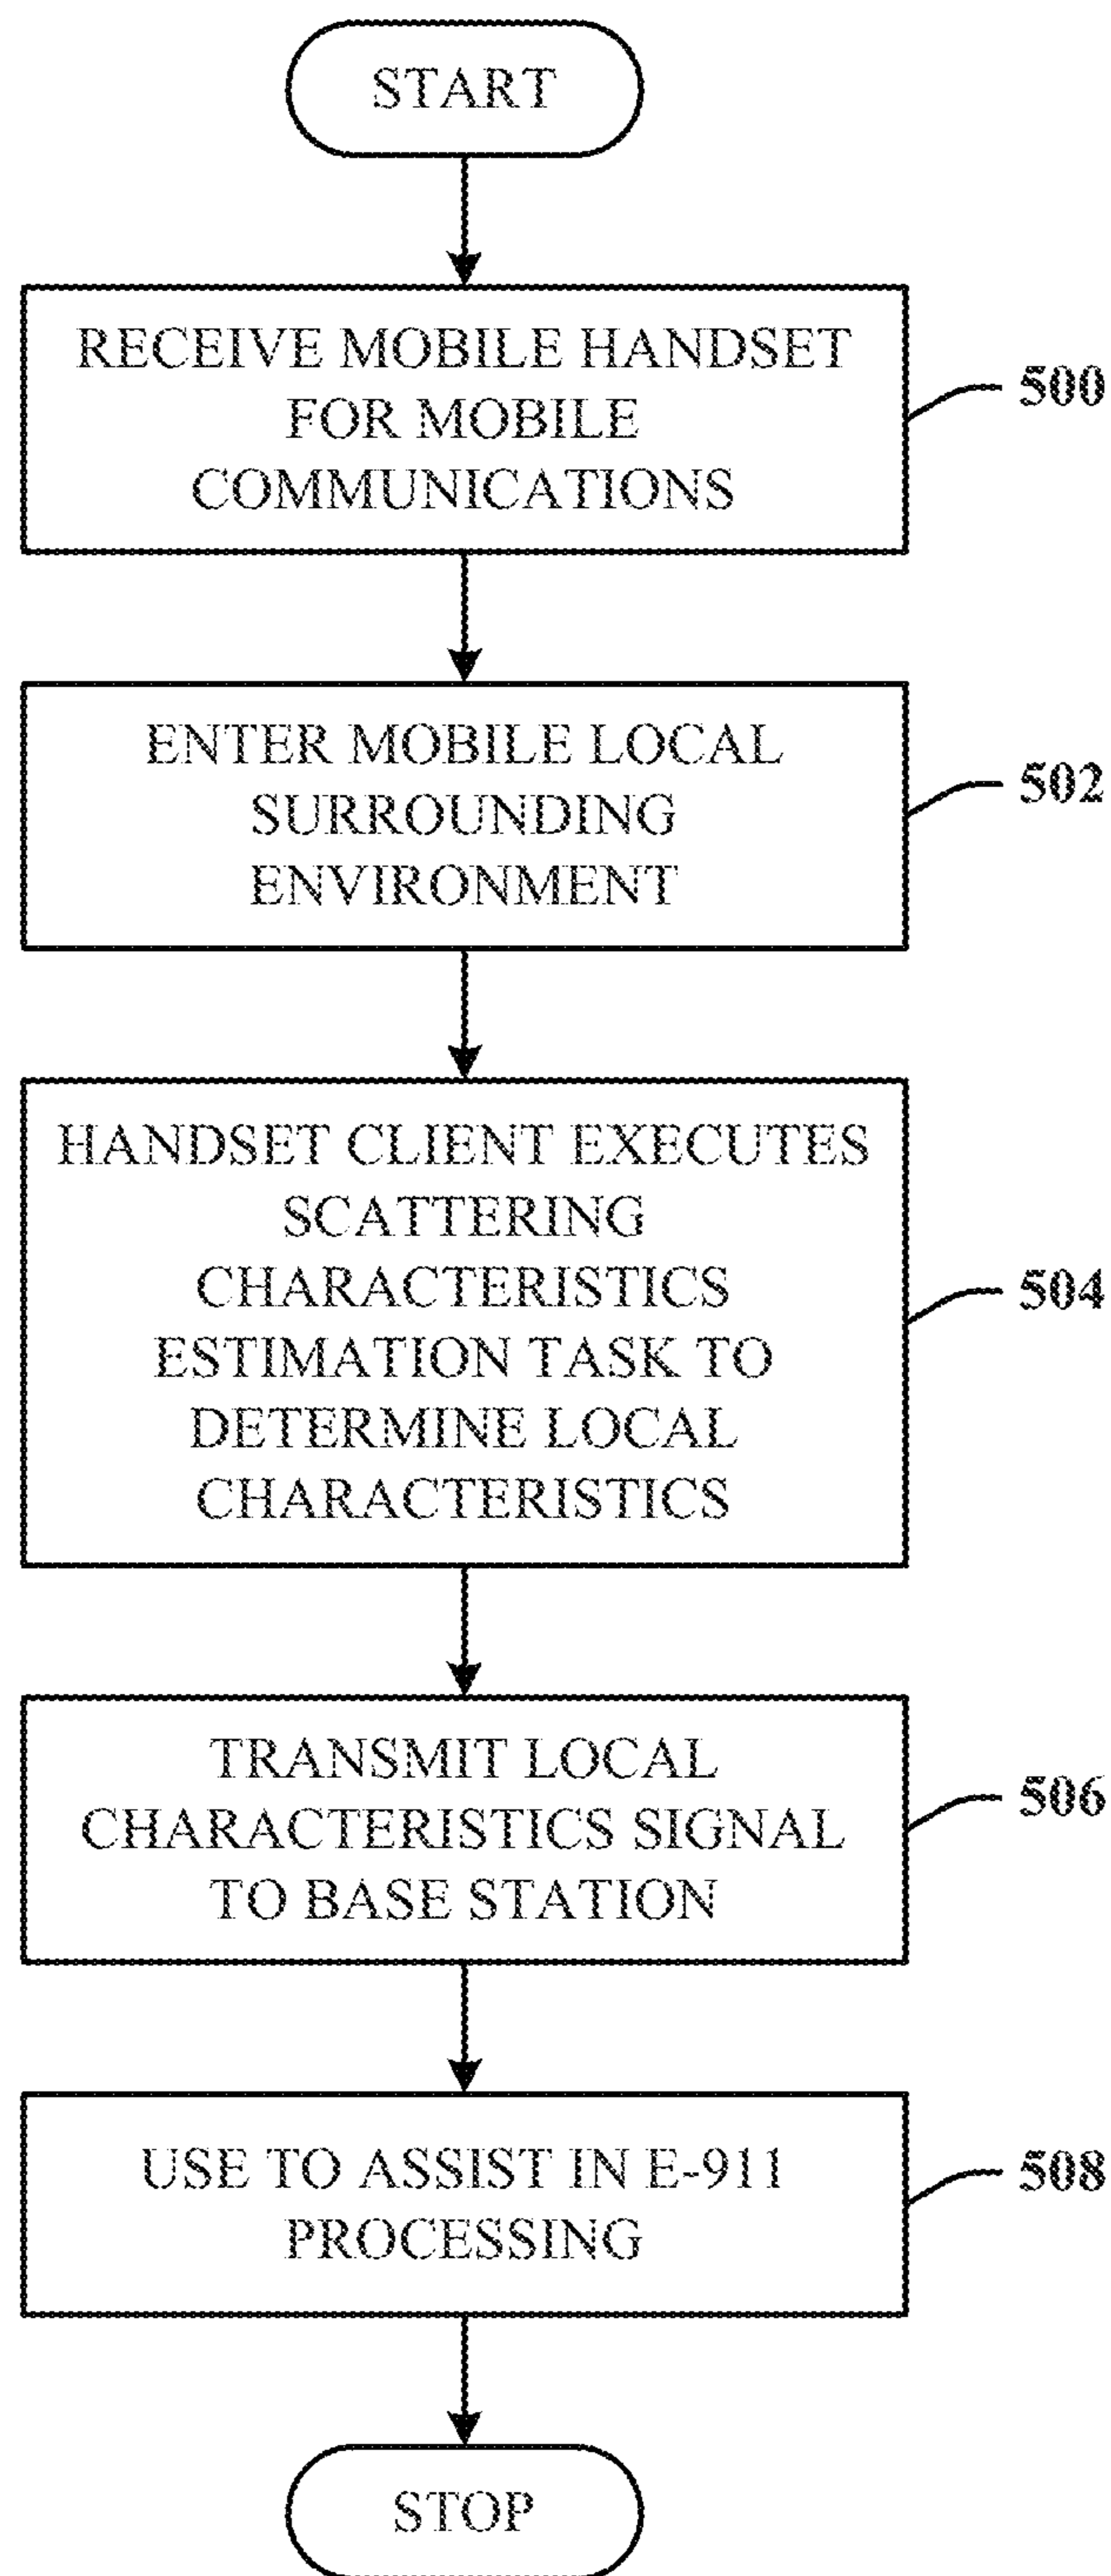 START
RECEIVE MOBILE HANDSET
FOR MOBILE
COMMUNICATIONS
500
ENTER MOBILE LOCAL
SURROUNDING
ENVIRONMENT
502
HANDSET CLIENT EXECUTES
SCATTERING
CHARACTERISTICS
ESTIMATION TASK TO
DETERMINE LOCAL
CHARACTERISTICS
504
TRANSMIT LOCAL
CHARACTERISTICS SIGNAL
TO BASE STATION
506
USE TO ASSIST IN E-911
PROCESSING
508
STOP